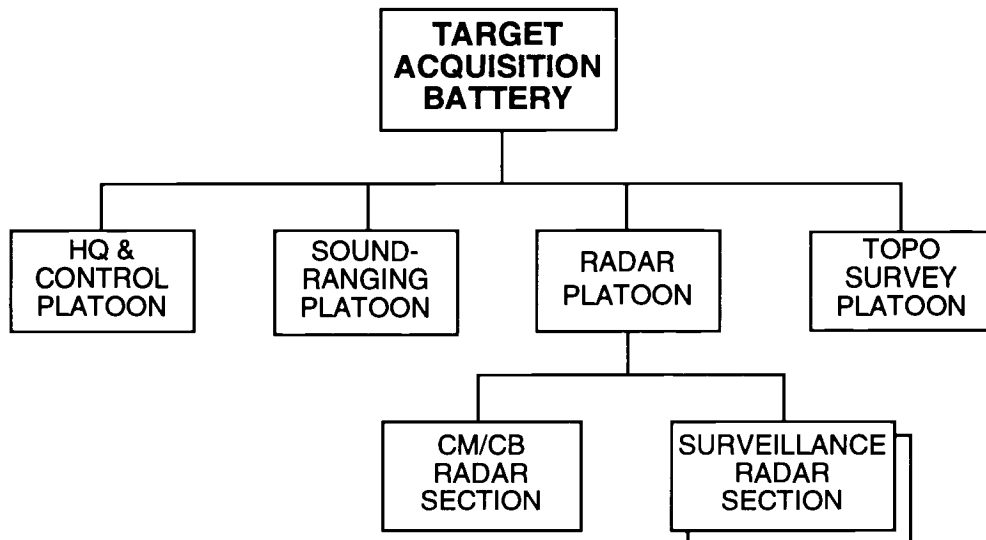 TARGET
ACQUISITION
BATTERY
HQ &
CONTROL
PLATOON
SOUND-
RANGING
PLATOON
RADAR
PLATOON
TOPO
SURVEY
PLATOON
CM/CB
RADAR
SECTION
SURVEILLANCE
RADAR
SECTION